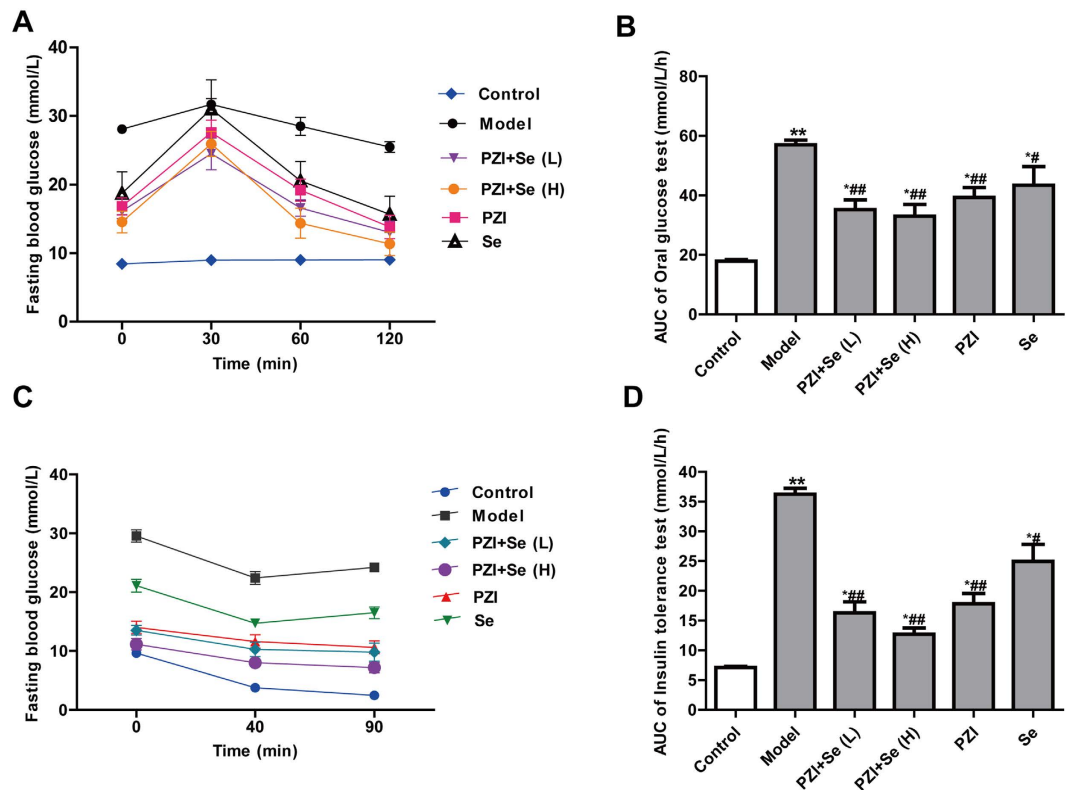 A
Fasting blood glucose (mmol/L)
40
30
20
10
0
0 30 60 120
Time (min)
Control
Model
PZI+Se (L)
PZI+Se (H)
PZI
Se
B
AUC of Oral glucose test (mmol/L/h)
80
60
40
20
0
**
*##
*##
*##
*#
Control
Model
PZI+Se (L)
PZI+Se (H)
PZI
Se
C
Fasting blood glucose (mmol/L)
40
30
20
10
0
0 40 90
Time (min)
Control
Model
PZI+Se (L)
PZI+Se (H)
PZI
Se
D
AUC of Insulin tolerance test (mmol/L/h)
40
35
30
25
20
15
10
5
0
**
*##
*##
*##
*#
Control
Model
PZI+Se (L)
PZI+Se (H)
PZI
Se